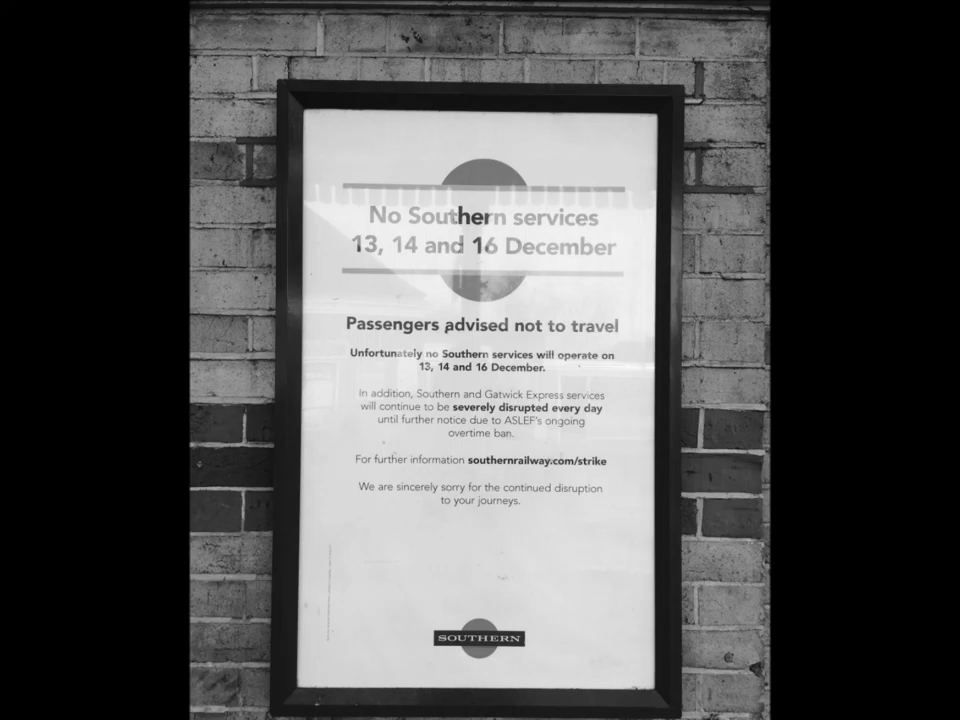 No Southern services
13, 14 and 16 December
Passengers advised not to travel
Unfortunately no Southern services will operate on
13, 14 and 16 December.
In addition, Southern and Gatwick Express services
will continue to be severely disrupted every day
until further notice due to ASLEF's ongoing
overtime ban.
For further information southernrailway.com/strike
We are sincerely sorry for the continued disruption
to your journeys.
SOUTHERN